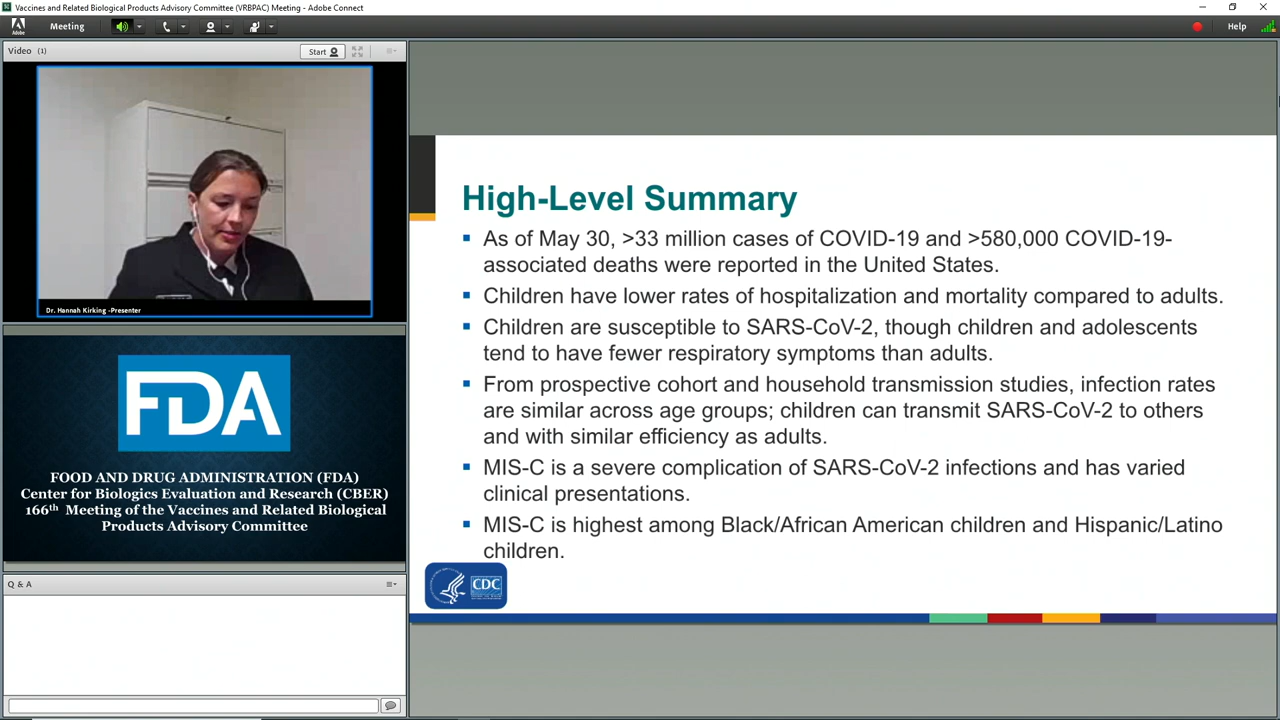 Vaccines and Related Biological Products Advisory Committee (VRBPAC) Meeting - Adobe Connect
Adobe
Meeting
Help
Video (1)
Start
Dr. Hannah Kirking -Presenter
FDA
FOOD AND DRUG ADMINISTRATION (FDA)
Center for Biologics Evaluation and Research (CBER)
166th Meeting of the Vaccines and Related Biological
Products Advisory Committee
Q & A
High-Level Summary
As of May 30, >33 million cases of COVID-19 and >580,000 COVID-19-
associated deaths were reported in the United States.
Children have lower rates of hospitalization and mortality compared to adults.
Children are susceptible to SARS-CoV-2, though children and adolescents
tend to have fewer respiratory symptoms than adults.
From prospective cohort and household transmission studies, infection rates
are similar across age groups; children can transmit SARS-CoV-2 to others
and with similar efficiency as adults.
MIS-C is a severe complication of SARS-CoV-2 infections and has varied
clinical presentations.
MIS-C is highest among Black/African American children and Hispanic/Latino
children.
CDC